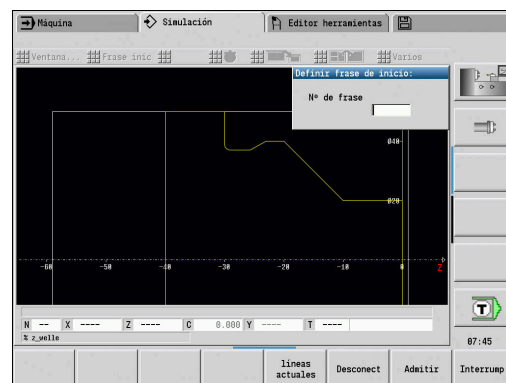 Máquina Simulación Editor herramientas
Ventana... Frase inic Varios
Definir frase de inicio:
Nº de frase
Ø40
Ø20
-60 -50 -40 -30 -20 -10 0 Z
N -- X ---- Z ---- C 0.000 Y ---- T ----
% z_welle
T
07:45
líneas actuales Desconect Admitir Interrump